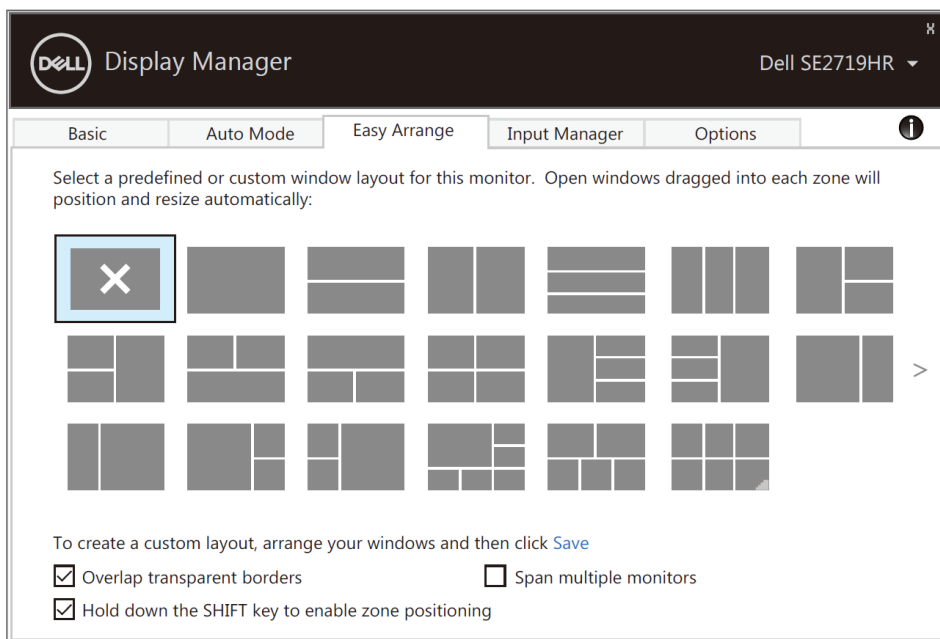 X
DELL Display Manager
Dell SE2719HR
Basic Auto Mode Easy Arrange Input Manager Options i
Select a predefined or custom window layout for this monitor. Open windows dragged into each zone will
position and resize automatically:
>
To create a custom layout, arrange your windows and then click Save
Overlap transparent borders Span multiple monitors
Hold down the SHIFT key to enable zone positioning